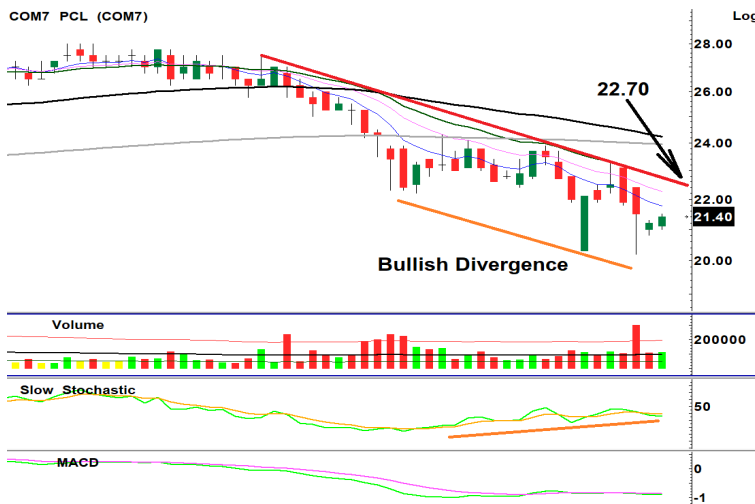 COM7 PCL (COM7)
Log
28.00
22.70
26.00
24.00
22.00
21.40
Bullish Divergence
20.00
Volume
200000
Slow Stochastic
50
MACD
0
-1